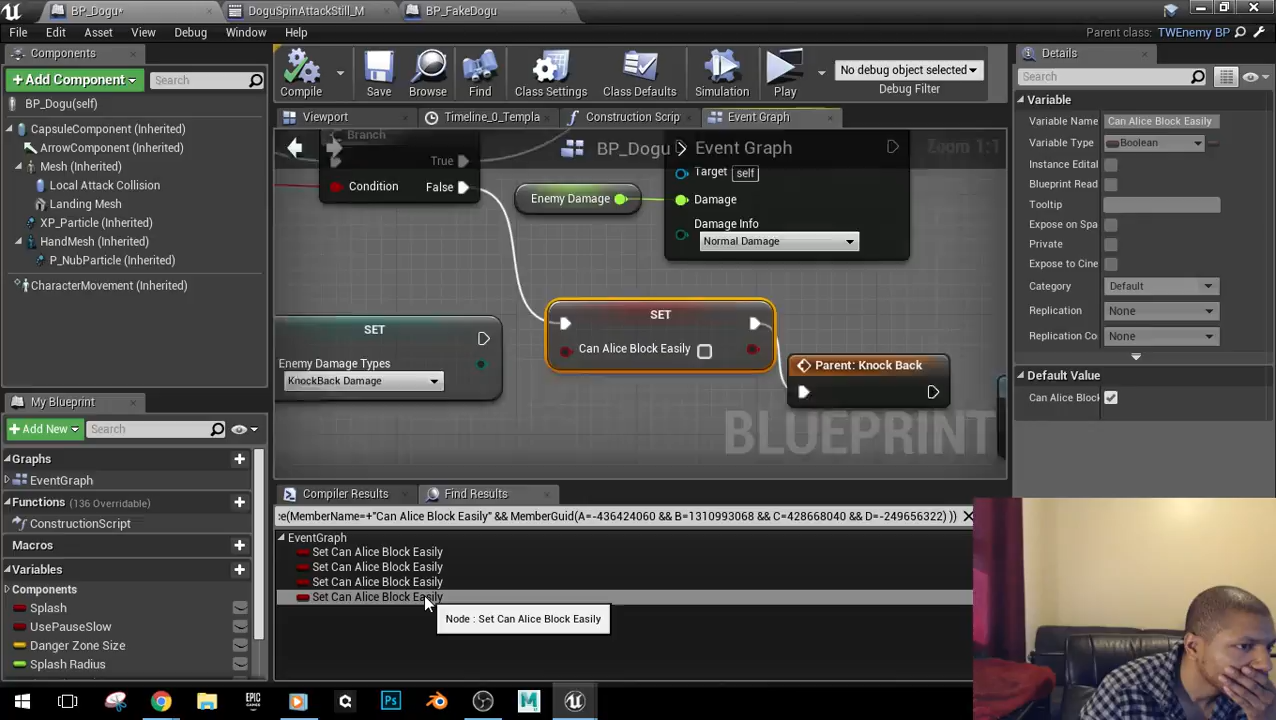 BP_Dogu*
DoguSpinAttackStill_M
BP_FakeDogu
File Edit Asset View Debug Window Help
Parent class: TWEnemy BP
Components
+ Add Component
Search
BP_Dogu(self)
CapsuleComponent (Inherited)
ArrowComponent (Inherited)
Mesh (Inherited)
Local Attack Collision
Landing Mesh
XP_Particle (Inherited)
HandMesh (Inherited)
P_NubParticle (Inherited)
CharacterMovement (Inherited)
My Blueprint
+ Add New
Search
Graphs
EventGraph
Functions (136 Overridable)
ConstructionScript
Macros
Variables
Components
Splash
UsePauseSlow
Danger Zone Size
Splash Radius
Compile
Save
Browse
Find
Class Settings
Class Defaults
Simulation
Play
No debug object selected
Debug Filter
Viewport
Timeline_0_Templa
Construction Scrip
Event Graph
BP_Dogu
Event Graph
Zoom 1:1
Branch
True
Condition
False
Enemy Damage
Target self
Damage
Damage Info
Normal Damage
SET
Enemy Damage Types
KnockBack Damage
SET
Can Alice Block Easily
Parent: Knock Back
BLUEPRINT
Compiler Results
Find Results
:e(MemberName=+"Can Alice Block Easily" && MemberGuid(A=-436424060 && B=1310993068 && C=428668040 && D=-249656322) ))
EventGraph
Set Can Alice Block Easily
Set Can Alice Block Easily
Set Can Alice Block Easily
Set Can Alice Block Easily
Node : Set Can Alice Block Easily
Details
Search
Variable
Variable Name Can Alice Block Easily
Variable Type Boolean
Instance Edital
Blueprint Read
Tooltip
Expose on Spa
Private
Expose to Cine
Category Default
Replication None
Replication Co None
Default Value
Can Alice Block
EPIC
GAMES
Ps
M